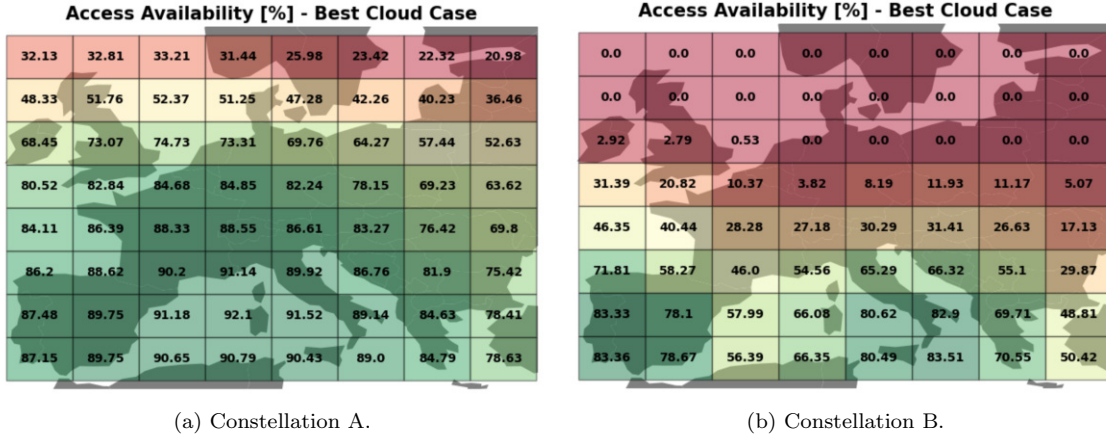 Access Availability [%] - Best Cloud Case
32.13 32.81 33.21 31.44 25.98 23.42 22.32 20.98
48.33 51.76 52.37 51.25 47.28 42.26 40.23 36.46
68.45 73.07 74.73 73.31 69.76 64.27 57.44 52.63
80.52 82.84 84.68 84.85 82.24 78.15 69.23 63.62
84.11 86.39 88.33 88.55 86.61 83.27 76.42 69.8
86.2 88.62 90.2 91.14 89.92 86.76 81.9 75.42
87.48 89.75 91.18 92.1 91.52 89.14 84.63 78.41
87.15 89.75 90.65 90.79 90.43 89.0 84.79 78.63
(a) Constellation A.
Access Availability [%] - Best Cloud Case
0.0 0.0 0.0 0.0 0.0 0.0 0.0 0.0
0.0 0.0 0.0 0.0 0.0 0.0 0.0 0.0
2.92 2.79 0.53 0.0 0.0 0.0 0.0 0.0
31.39 20.82 10.37 3.82 8.19 11.93 11.17 5.07
46.35 40.44 28.28 27.18 30.29 31.41 26.63 17.13
71.81 58.27 46.0 54.56 65.29 66.32 55.1 29.87
83.33 78.1 57.99 66.08 80.62 82.9 69.71 48.81
83.36 78.67 56.39 66.35 80.49 83.51 70.55 50.42
(b) Constellation B.